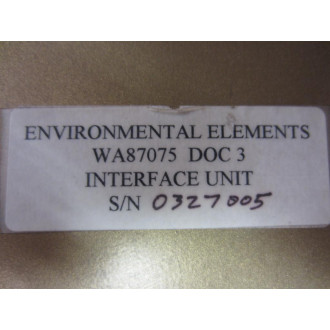 ENVIRONMENTAL ELEMENTS
WA87075 DOC 3
INTERFACE UNIT
S/N 0327005